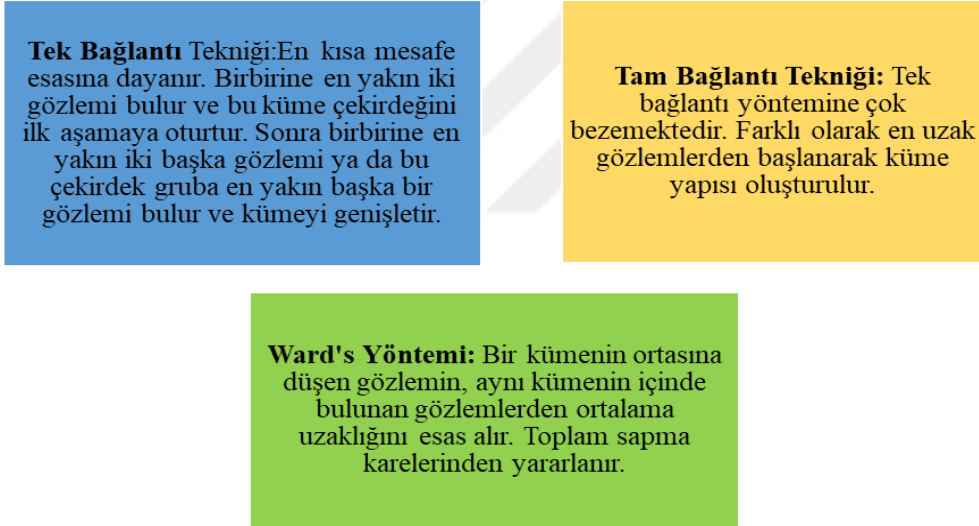 Tek Bağlantı Tekniği:En kısa mesafe
esasına dayanır. Birbirine en yakın iki
gözlemi bulur ve bu küme çekirdeğini
ilk aşamaya oturtur. Sonra birbirine en
yakın iki başka gözlemi ya da bu
çekirdek gruba en yakın başka bir
gözlemi bulur ve kümeyi genişletir.
Tam Bağlantı Tekniği: Tek
bağlantı yöntemine çok
bezemektedir. Farklı olarak en uzak
gözlemlerden başlanarak küme
yapısı oluşturulur.
Ward's Yöntemi: Bir kümenin ortasına
düşen gözlemin, aynı kümenin içinde
bulunan gözlemlerden ortalama
uzaklığını esas alır. Toplam sapma
karelerinden yararlanır.